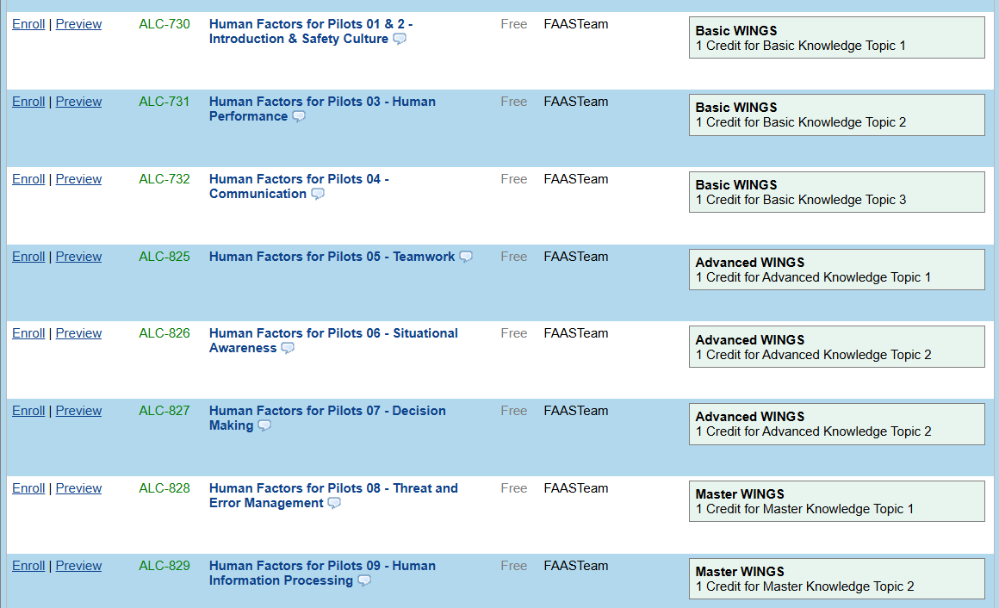 Enroll | Preview ALC-730 Human Factors for Pilots 01 & 2 - Free FAASTeam Basic WINGS
Introduction & Safety Culture 1 Credit for Basic Knowledge Topic 1
Enroll | Preview ALC-731 Human Factors for Pilots 03 - Human Free FAASTeam Basic WINGS
Performance 1 Credit for Basic Knowledge Topic 2
Enroll | Preview ALC-732 Human Factors for Pilots 04 - Free FAASTeam Basic WINGS
Communication 1 Credit for Basic Knowledge Topic 3
Enroll | Preview ALC-825 Human Factors for Pilots 05 - Teamwork Free FAASTeam Advanced WINGS
1 Credit for Advanced Knowledge Topic 1
Enroll | Preview ALC-826 Human Factors for Pilots 06 - Situational Free FAASTeam Advanced WINGS
Awareness 1 Credit for Advanced Knowledge Topic 2
Enroll | Preview ALC-827 Human Factors for Pilots 07 - Decision Free FAASTeam Advanced WINGS
Making 1 Credit for Advanced Knowledge Topic 2
Enroll | Preview ALC-828 Human Factors for Pilots 08 - Threat and Free FAASTeam Master WINGS
Error Management 1 Credit for Master Knowledge Topic 1
Enroll | Preview ALC-829 Human Factors for Pilots 09 - Human Free FAASTeam Master WINGS
Information Processing 1 Credit for Master Knowledge Topic 2